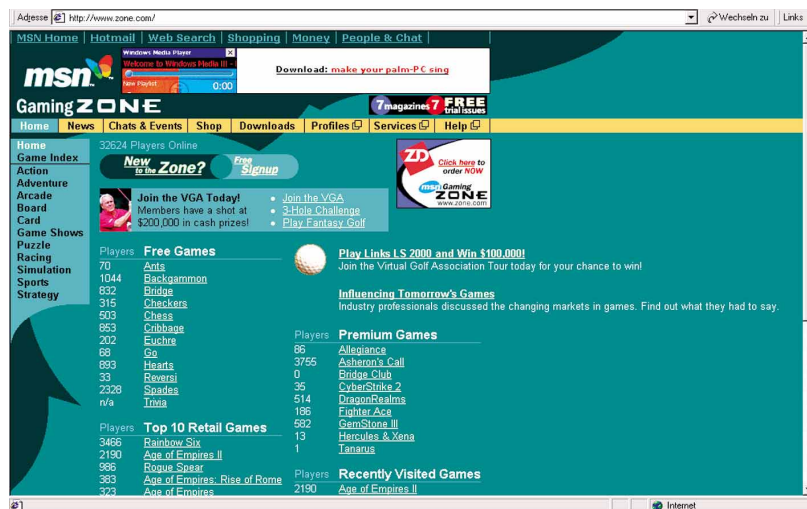 Adresse http://www.zone.com/ Wechseln zu Links
MSN Home | Hotmail | Web Search | Shopping | Money | People & Chat |
Windows Media Player
Welcome to Windows Media III -
New Playlist 0:00
Download: make your palm-PC sing
msn
Gaming ZONE
7 magazines 7 FREE trial issues
Home News Chats & Events Shop Downloads Profiles Services Help
Home
Game Index
Action
Adventure
Arcade
Board
Card
Game Shows
Puzzle
Racing
Simulation
Sports
Strategy
32624 Players Online
New to the Zone? Free Signup
ZD Click here to order NOW
msn Gaming ZONE
www.zone.com
Join the VGA Today!
Members have a shot at
$200,000 in cash prizes!
• Join the VGA
• 3-Hole Challenge
• Play Fantasy Golf
Players Free Games
70 Ants
1044 Backgammon
832 Bridge
315 Checkers
503 Chess
853 Cribbage
202 Euchre
68 Go
893 Hearts
33 Reversi
2328 Spades
n/a Trivia
Players Top 10 Retail Games
3466 Rainbow Six
2190 Age of Empires II
986 Rogue Spear
383 Age of Empires: Rise of Rome
323 Age of Empires
Play Links LS 2000 and Win $100,000!
Join the Virtual Golf Association Tour today for your chance to win!
Influencing Tomorrow's Games
Industry professionals discussed the changing markets in games. Find out what they had to say.
Players Premium Games
86 Allegiance
3755 Asheron's Call
0 Bridge Club
35 CyberStrike 2
514 DragonRealms
186 Fighter Ace
582 GemStone III
13 Hercules & Xena
1 Tanarus
Players Recently Visited Games
2190 Age of Empires II
Internet